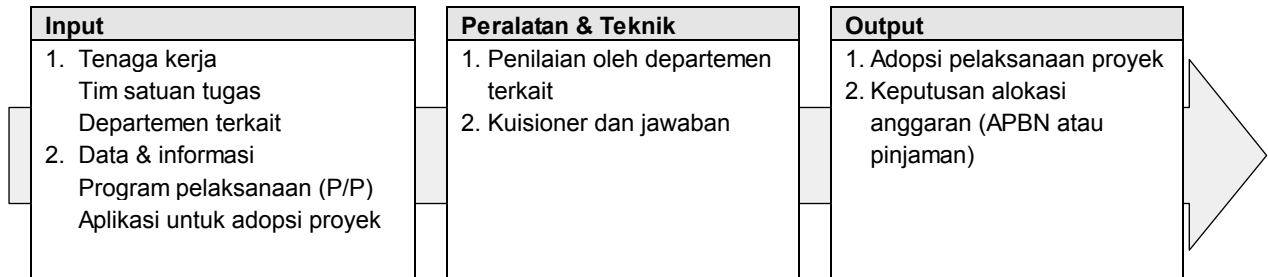 Input
1. Tenaga kerja
Tim satuan tugas
Departemen terkait
2. Data & informasi
Program pelaksanaan (P/P)
Aplikasi untuk adopsi proyek
Peralatan & Teknik
1. Penilaian oleh departemen
terkait
2. Kuisioner dan jawaban
Output
1. Adopsi pelaksanaan proyek
2. Keputusan alokasi
anggaran (APBN atau
pinjaman)